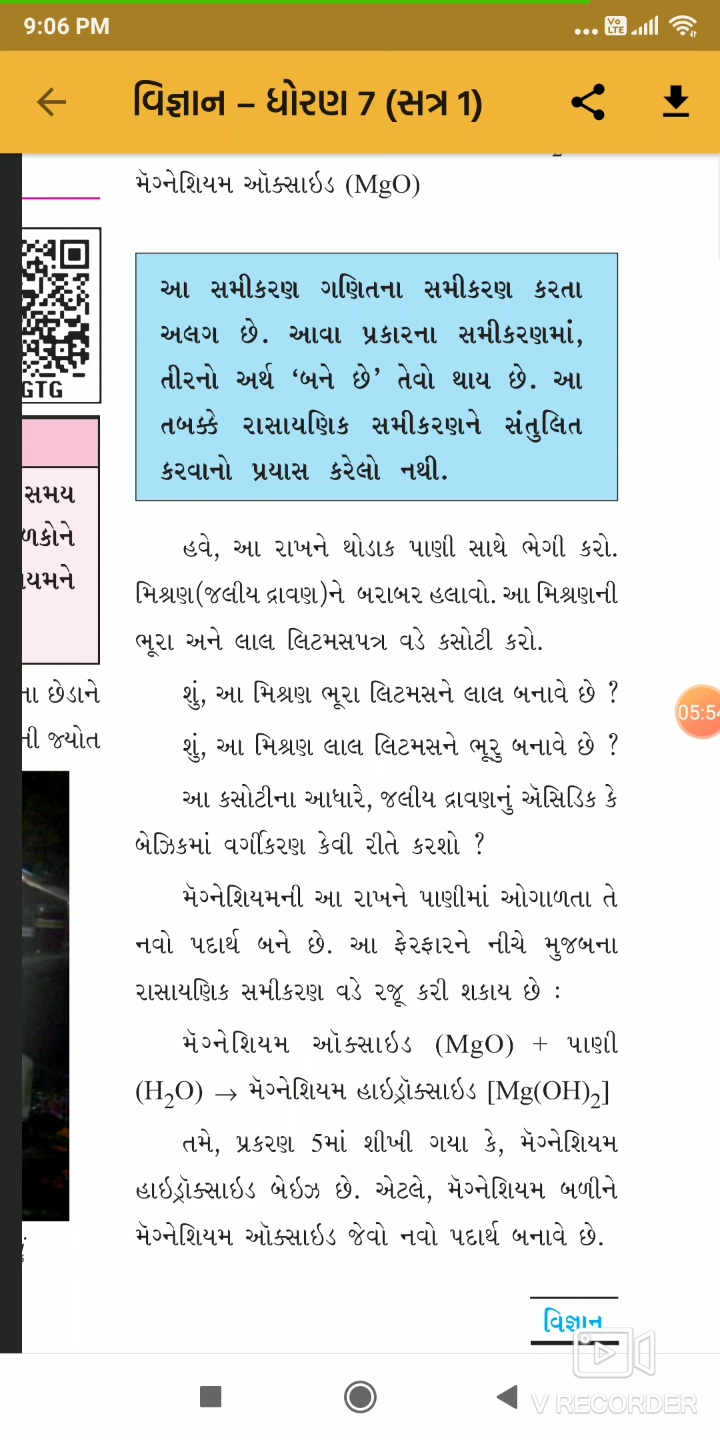 9:06 PM
Vo LTE
વિજ્ઞાન – ધોરણ 7 (સત્ર 1)
મૅગ્નેશિયમ ઑક્સાઇડ (MgO)
GTG
સમય
ળકોને
યમને
ના છેડાને
ની જ્યોત
આ સમીકરણ ગણિતના સમીકરણ કરતા
અલગ છે. આવા પ્રકારના સમીકરણમાં,
તીરનો અર્થ ‘બને છે’ તેવો થાય છે. આ
તબક્કે રાસાયણિક સમીકરણને સંતુલિત
કરવાનો પ્રયાસ કરેલો નથી.
હવે, આ રાખને થોડાક પાણી સાથે ભેગી કરો.
મિશ્રણ(જલીય દ્રાવણ)ને બરાબર હલાવો. આ મિશ્રણની
ભૂરા અને લાલ લિટમસપત્ર વડે કસોટી કરો.
શું, આ મિશ્રણ ભૂરા લિટમસને લાલ બનાવે છે ?
શું, આ મિશ્રણ લાલ લિટમસને ભૂરુ બનાવે છે ?
આ કસોટીના આધારે, જલીય દ્રાવણનું ઍસિડિક કે
બેઝિકમાં વર્ગીકરણ કેવી રીતે કરશો ?
મૅગ્નેશિયમની આ રાખને પાણીમાં ઓગાળતા તે
નવો પદાર્થ બને છે. આ ફેરફારને નીચે મુજબના
રાસાયણિક સમીકરણ વડે રજૂ કરી શકાય છે :
મૅગ્નેશિયમ ઑક્સાઇડ (MgO) + પાણી
(H₂O) → મૅગ્નેશિયમ હાઇડ્રૉક્સાઇડ [Mg(OH)₂]
તમે, પ્રકરણ 5માં શીખી ગયા કે, મૅગ્નેશિયમ
હાઇડ્રૉક્સાઇડ બેઇઝ છે. એટલે, મૅગ્નેશિયમ બળીને
મૅગ્નેશિયમ ઑક્સાઇડ જેવો નવો પદાર્થ બનાવે છે.
05:54
વિજ્ઞાન
V RECORDER